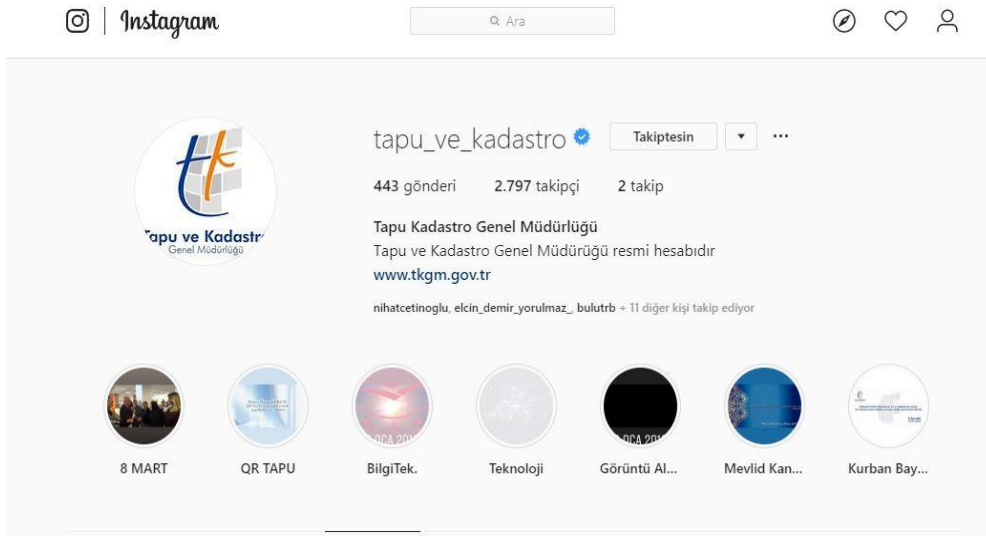 Instagram
Ara
tapu_ve_kadastro Takiptesin
443 gönderi 2.797 takipçi 2 takip
Tapu Kadastro Genel Müdürlüğü
Tapu ve Kadastro Genel Müdürüğü resmi hesabıdır
www.tkgm.gov.tr
nihatcetinoglu, elcin_demir_yorulmaz_, bulutrb + 11 diğer kişi takip ediyor
tk
Tapu ve Kadastr
Genel Müdürlüğü
8 MART QR TAPU BilgiTek. Teknoloji Görüntü Al... Mevlid Kan... Kurban Bay...